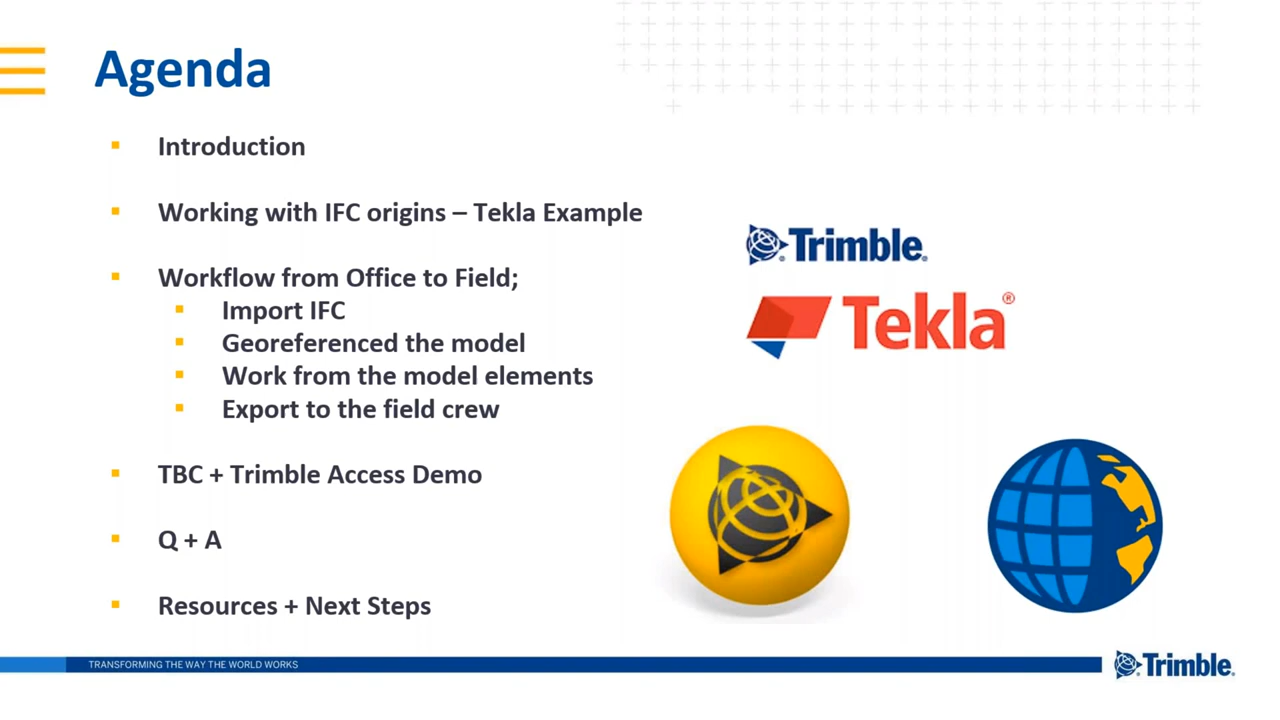 Agenda
Introduction
Working with IFC origins – Tekla Example
Workflow from Office to Field;
Import IFC
Georeferenced the model
Work from the model elements
Export to the field crew
TBC + Trimble Access Demo
Q + A
Resources + Next Steps
Trimble®
Tekla®
TRANSFORMING THE WAY THE WORLD WORKS
Trimble®